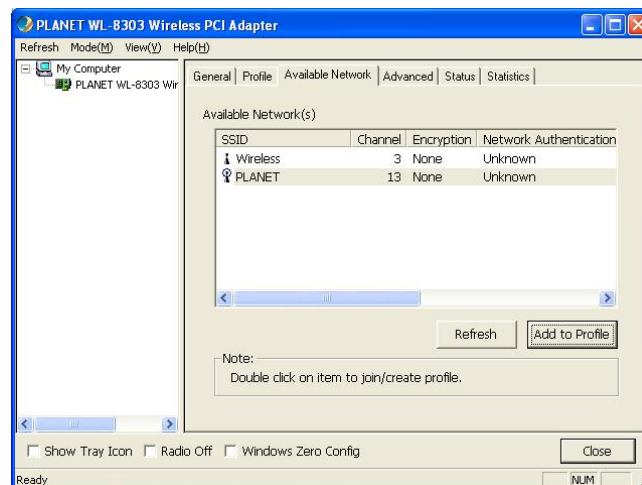 PLANET WL-8303 Wireless PCI Adapter
Refresh Mode(M) View(V) Help(H)
My Computer
PLANET WL-8303 Wir
General Profile Available Network Advanced Status Statistics
Available Network(s)
SSID Channel Encryption Network Authentication
Wireless 3 None Unknown
PLANET 13 None Unknown
Refresh Add to Profile
Note:
Double click on item to join/create profile.
Show Tray Icon Radio Off Windows Zero Config Close
Ready NUM